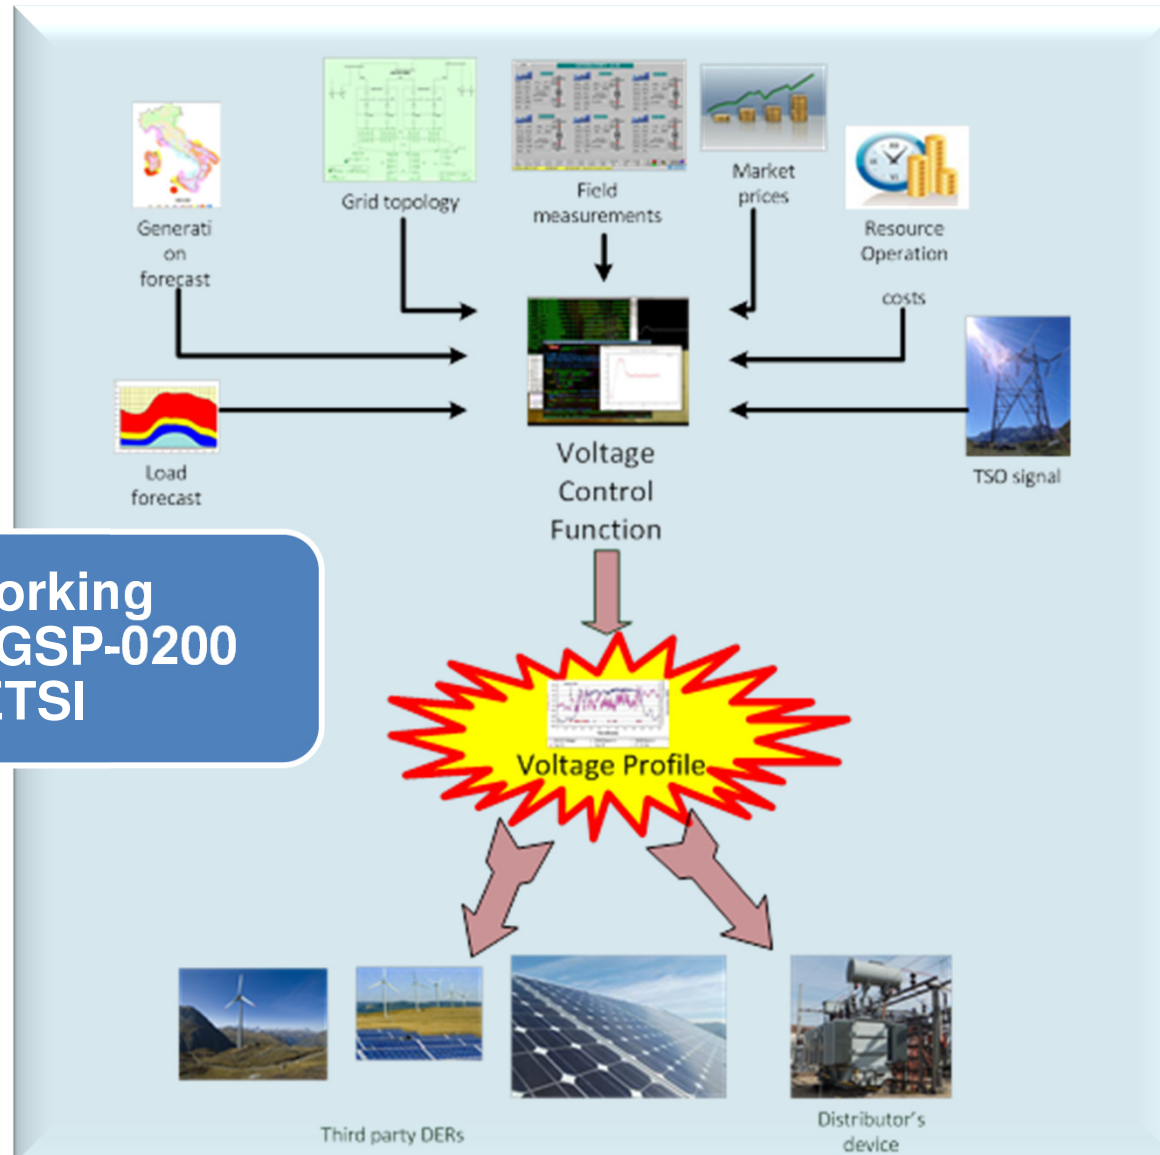 Grid topology
Field
measurements
Market
prices
Generati
on
forecast
Resource
Operation
costs
Load
forecast
TSO signal
Voltage
Control
Function
orking
GSP-0200
ETSI
Voltage Profile
Third party DERs
Distributor's
device